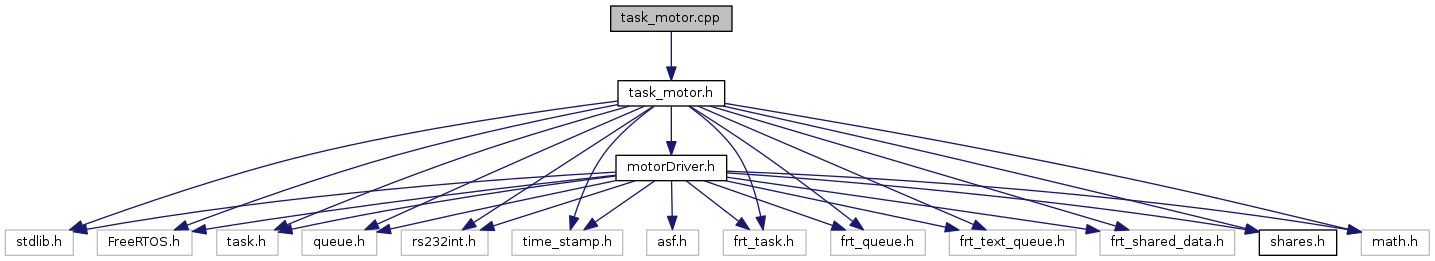 task_motor.cpp
task_motor.h
motorDriver.h
stdlib.h
FreeRTOS.h
task.h
queue.h
rs232int.h
time_stamp.h
asf.h
frt_task.h
frt_queue.h
frt_text_queue.h
frt_shared_data.h
shares.h
math.h